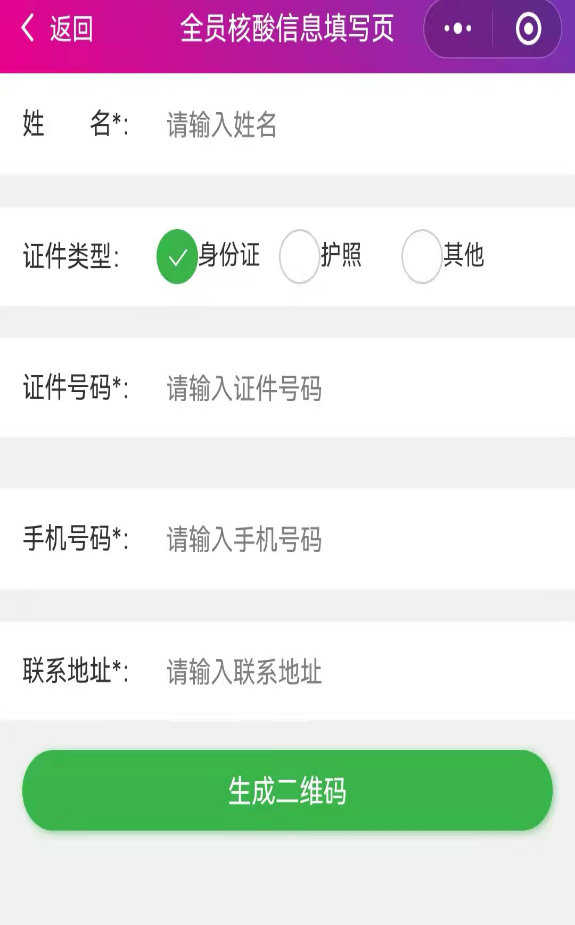 返回 全员核酸信息填写页
姓 名*: 请输入姓名
证件类型: 身份证 护照 其他
证件号码*: 请输入证件号码
手机号码*: 请输入手机号码
联系地址*: 请输入联系地址
生成二维码